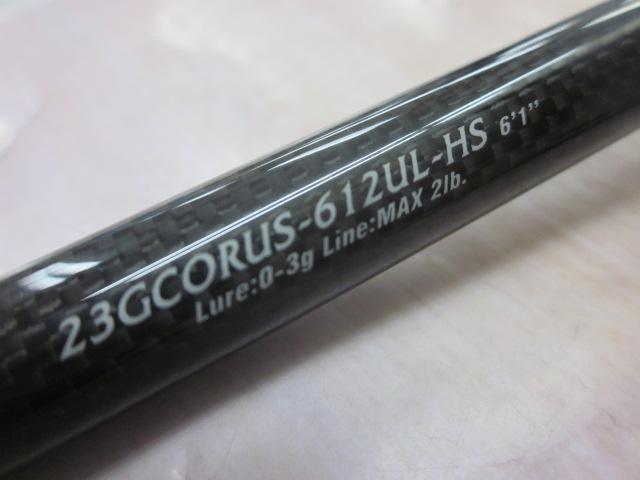 23GCORUS-612UL-HS 6'1"
Lure:0-3g Line:MAX 2lb.